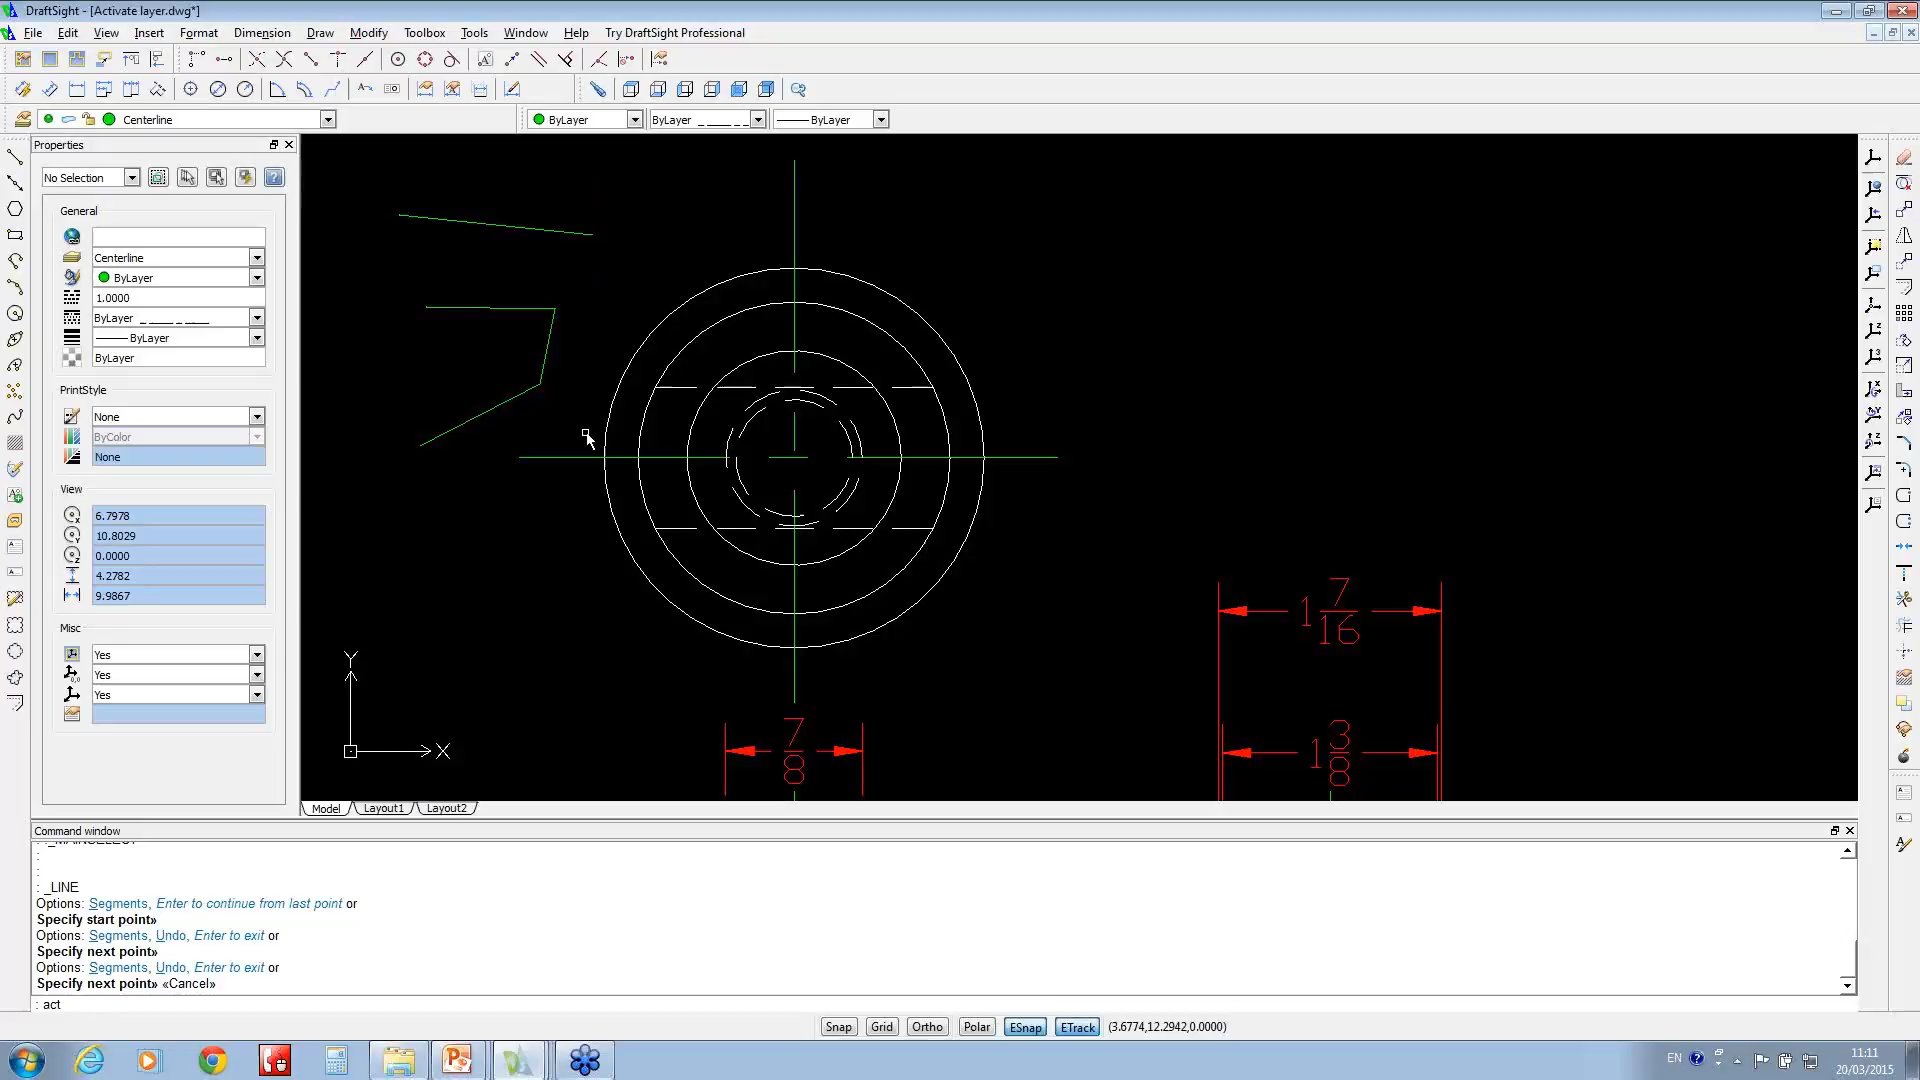 DraftSight - [Activate layer.dwg*]
File Edit View Insert Format Dimension Draw Modify Toolbox Tools Window Help Try DraftSight Professional
Centerline ByLayer ByLayer ByLayer
Properties
No Selection
General
Centerline
ByLayer
1.0000
ByLayer
ByLayer
ByLayer
PrintStyle
None
ByColor
None
View
6.7978
10.8029
0.0000
4.2782
9.9867
Misc
Yes
Yes
Yes
Y
X
7/8
1 7/16
1 3/8
Model Layout1 Layout2
Command window
: _LINE
Options: Segments, Enter to continue from last point or
Specify start point»
Options: Segments, Undo, Enter to exit or
Specify next point»
Options: Segments, Undo, Enter to exit or
Specify next point» «Cancel»
: act
Snap Grid Ortho Polar ESnap ETrack (3.6774,12.2942,0.0000)
EN
11:11
20/03/2015